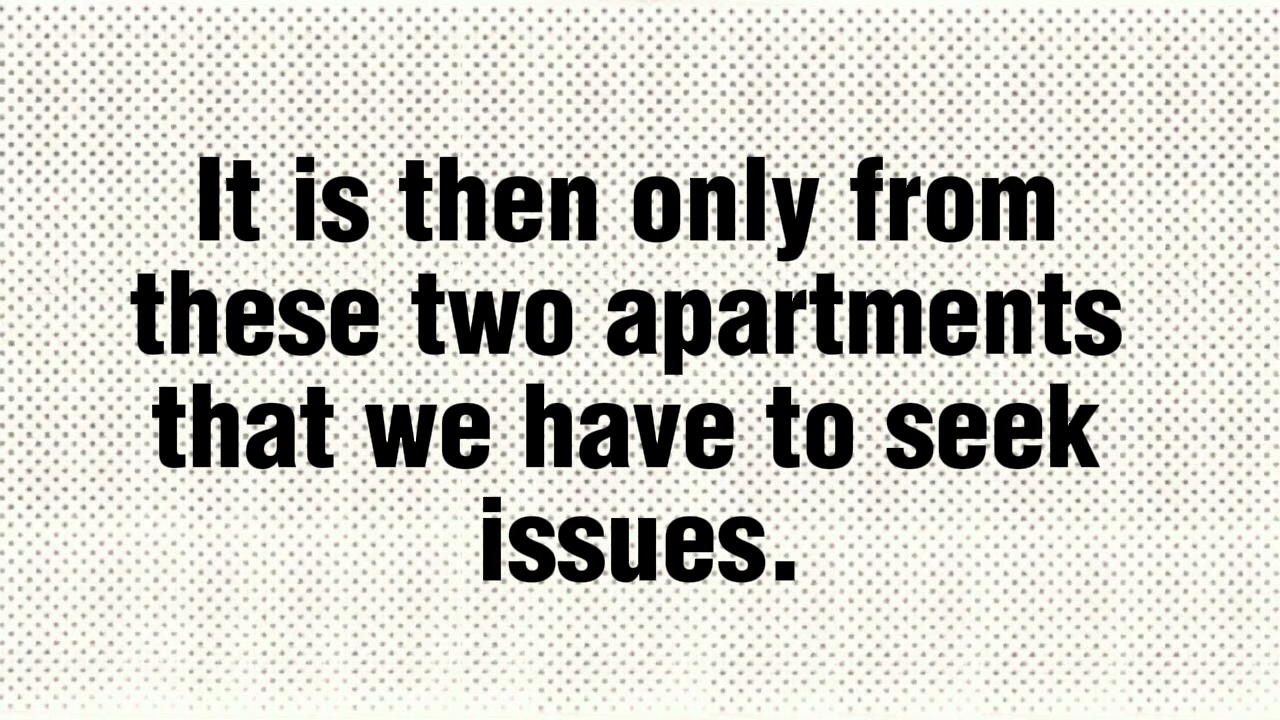 It is then only from
these two apartments
that we have to seek
issues.